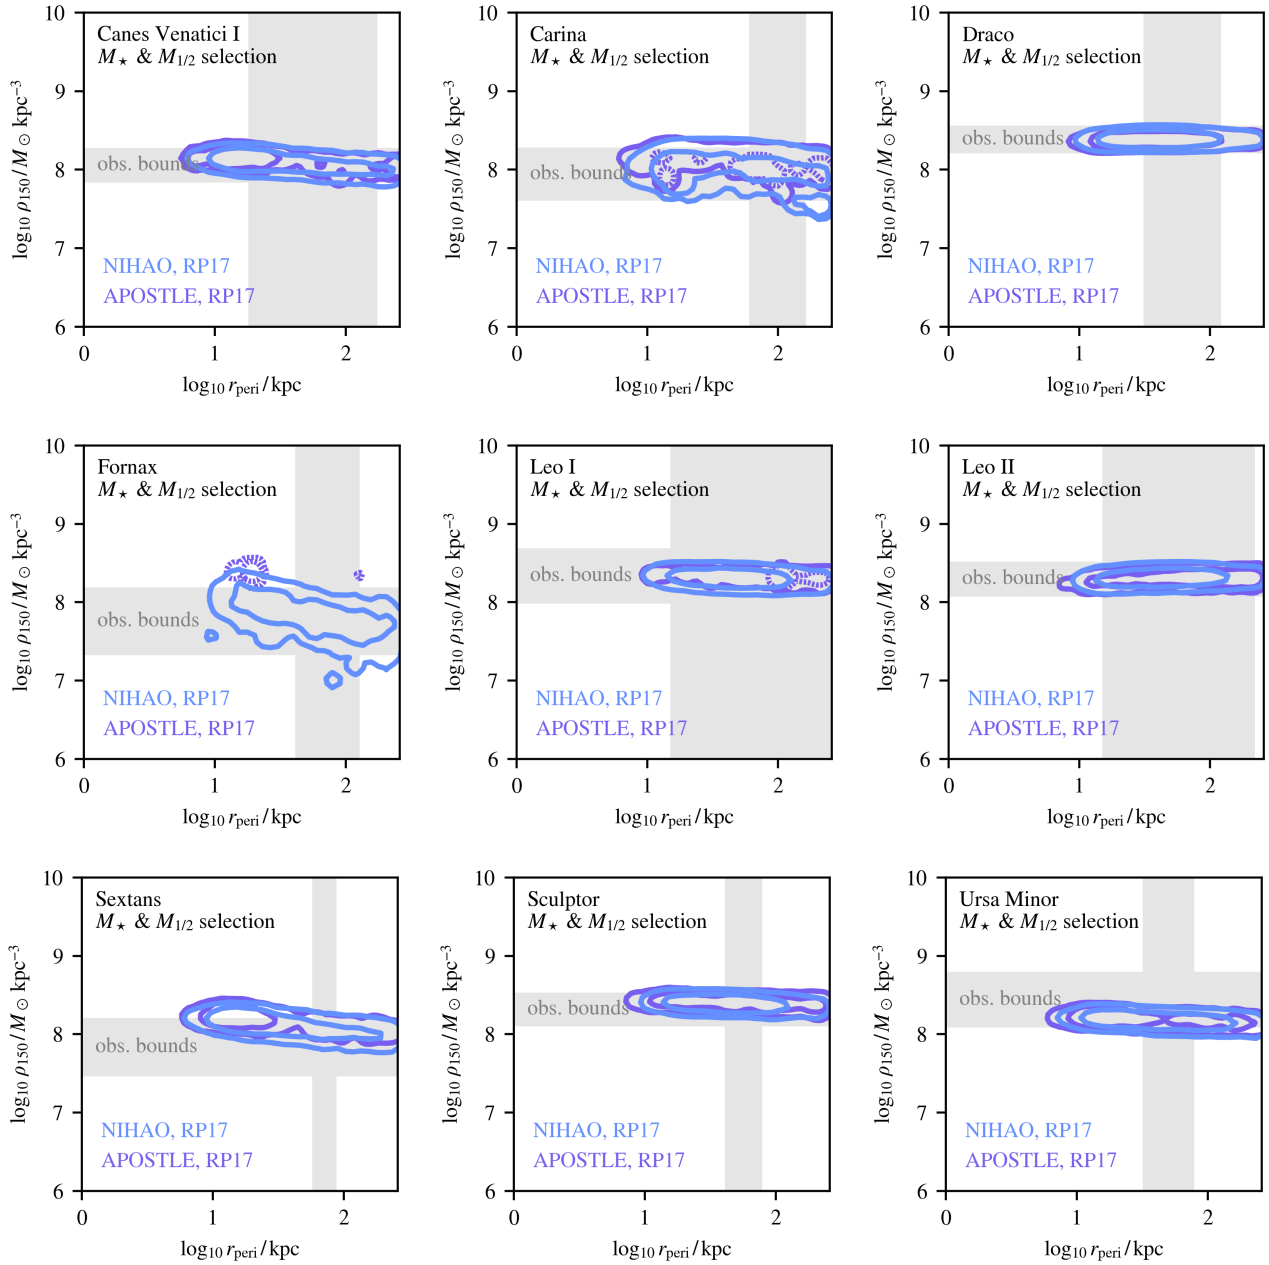 Canes Venatici I
M⋆ & M1/2 selection
obs. bounds
NIHAO, RP17
APOSTLE, RP17
log10 ρ150/M⊙ kpc−3
10
9
8
7
6
0 1 2
log10 rperi/kpc
Carina
M⋆ & M1/2 selection
obs. bounds
NIHAO, RP17
APOSTLE, RP17
log10 ρ150/M⊙ kpc−3
10
9
8
7
6
0 1 2
log10 rperi/kpc
Draco
M⋆ & M1/2 selection
obs. bounds
NIHAO, RP17
APOSTLE, RP17
log10 ρ150/M⊙ kpc−3
10
9
8
7
6
0 1 2
log10 rperi/kpc
Fornax
M⋆ & M1/2 selection
obs. bounds
NIHAO, RP17
APOSTLE, RP17
log10 ρ150/M⊙ kpc−3
10
9
8
7
6
0 1 2
log10 rperi/kpc
Leo I
M⋆ & M1/2 selection
obs. bounds
NIHAO, RP17
APOSTLE, RP17
log10 ρ150/M⊙ kpc−3
10
9
8
7
6
0 1 2
log10 rperi/kpc
Leo II
M⋆ & M1/2 selection
obs. bounds
NIHAO, RP17
APOSTLE, RP17
log10 ρ150/M⊙ kpc−3
10
9
8
7
6
0 1 2
log10 rperi/kpc
Sextans
M⋆ & M1/2 selection
obs. bounds
NIHAO, RP17
APOSTLE, RP17
log10 ρ150/M⊙ kpc−3
10
9
8
7
6
0 1 2
log10 rperi/kpc
Sculptor
M⋆ & M1/2 selection
obs. bounds
NIHAO, RP17
APOSTLE, RP17
log10 ρ150/M⊙ kpc−3
10
9
8
7
6
0 1 2
log10 rperi/kpc
Ursa Minor
M⋆ & M1/2 selection
obs. bounds
NIHAO, RP17
APOSTLE, RP17
log10 ρ150/M⊙ kpc−3
10
9
8
7
6
0 1 2
log10 rperi/kpc